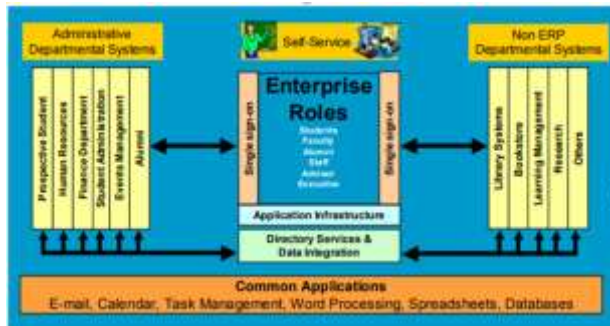 Administrative
Departmental Systems
Self-Service
Non ERP
Departmental Systems
Prospective Student
Human Resources
Finance Department
Student Administration
Events Management
Alumni
Single sign-on
Enterprise
Roles
Students
Faculty
Alumni
Staff
Advisor
Executive
Single sign-on
Library Systems
Bookstore
Learning Management
Research
Others
Application Infrastructure
Directory Services &
Data Integration
Common Applications
E-mail, Calendar, Task Management, Word Processing, Spreadsheets, Databases